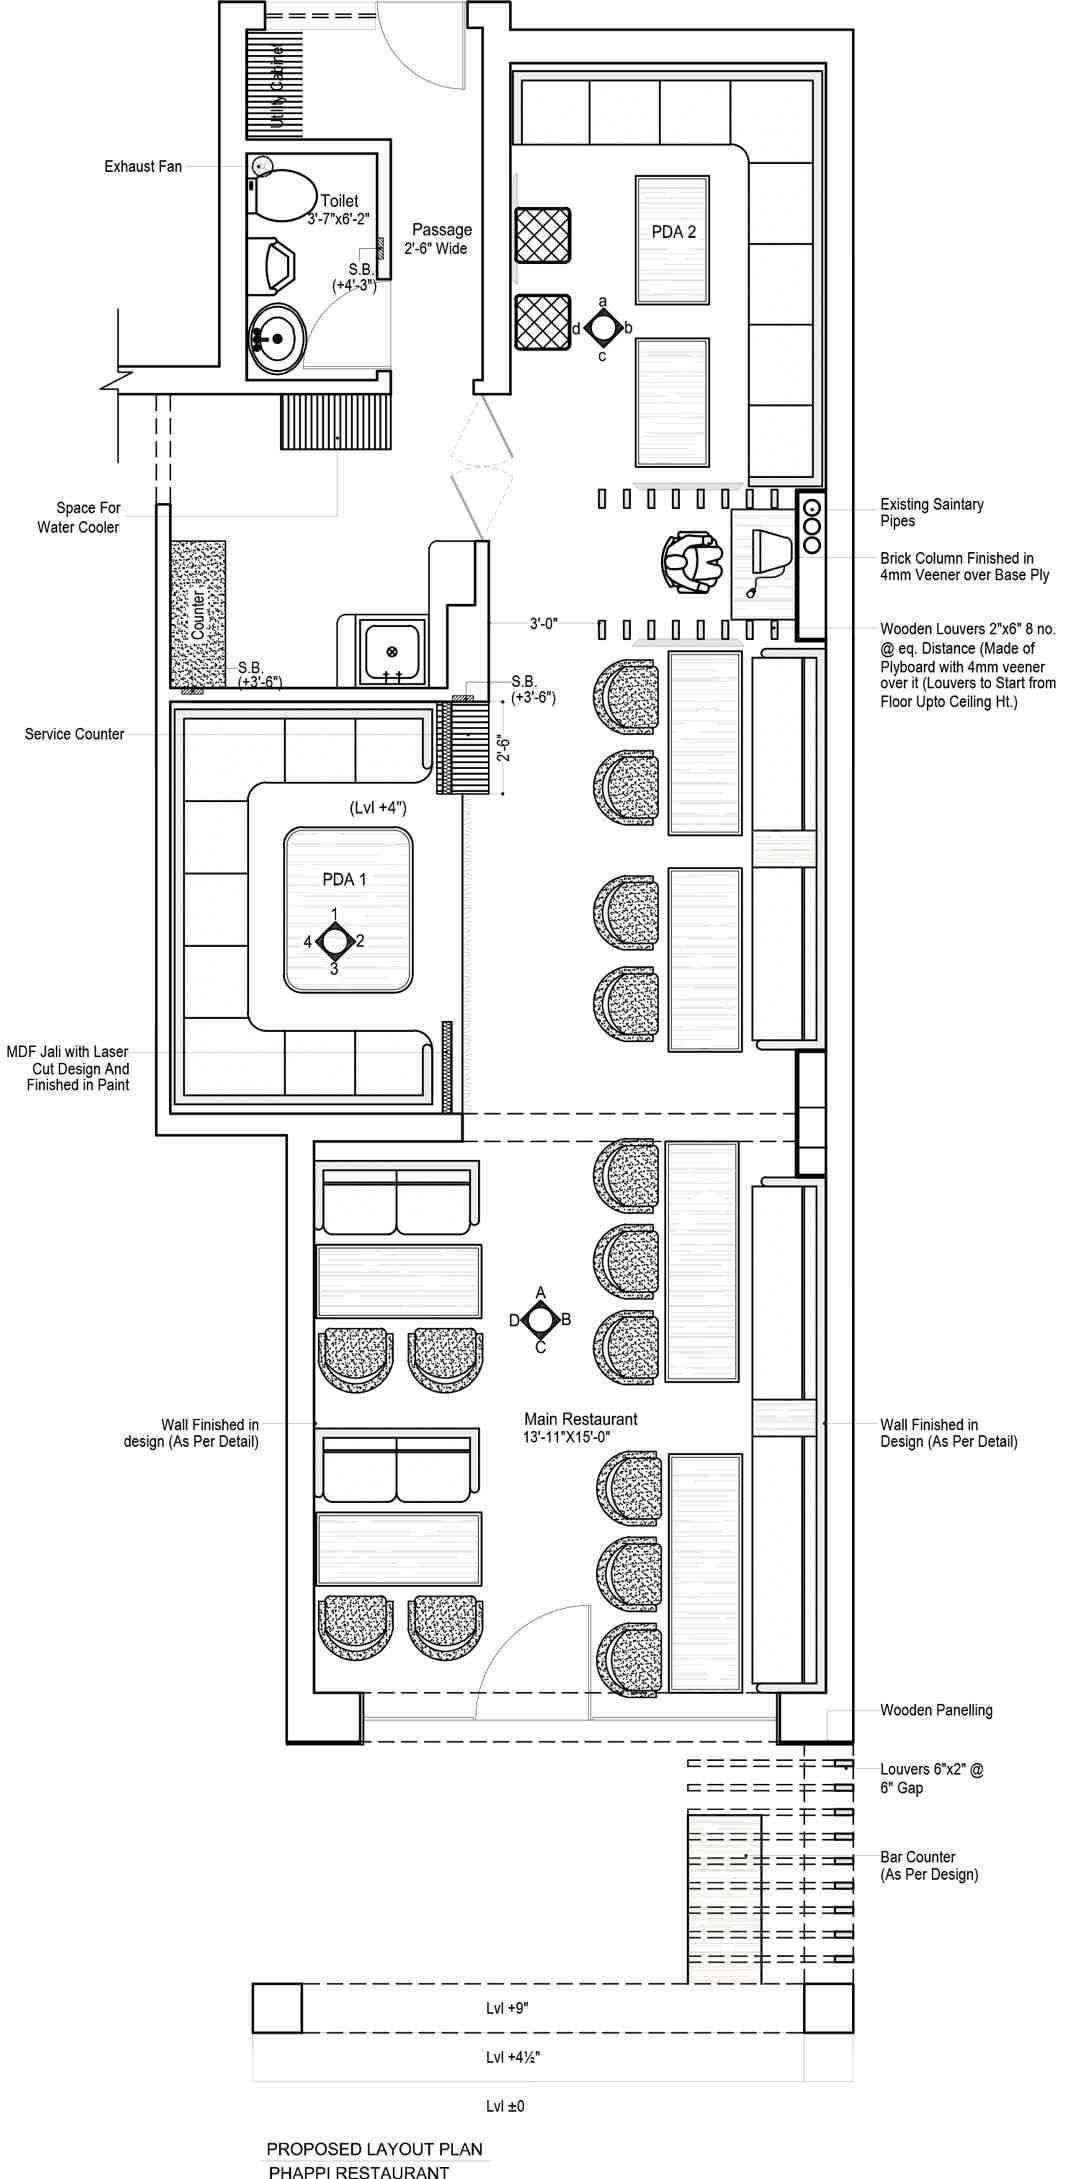 Utility Cabinet
Exhaust Fan
Toilet
3'-7"x6'-2"
S.B.
(+4'-3")
Passage
2'-6" Wide
PDA 2
a
b
c
d
Space For
Water Cooler
Existing Saintary
Pipes
Brick Column Finished in
4mm Veener over Base Ply
Counter
S.B.
(+3'-6")
3'-0"
Wooden Louvers 2"x6" 8 no.
@ eq. Distance (Made of
Plyboard with 4mm veener
over it (Louvers to Start from
Floor Upto Ceiling Ht.)
S.B.
(+3'-6")
Service Counter
2'-6"
(Lvl +4")
PDA 1
1
2
3
4
MDF Jali with Laser
Cut Design And
Finished in Paint
A
B
C
D
Main Restaurant
13'-11"X15'-0"
Wall Finished in
design (As Per Detail)
Wall Finished in
Design (As Per Detail)
Wooden Panelling
Louvers 6"x2" @
6" Gap
Bar Counter
(As Per Design)
Lvl +9"
Lvl +4½"
Lvl ±0
PROPOSED LAYOUT PLAN
PHAPPI RESTAURANT